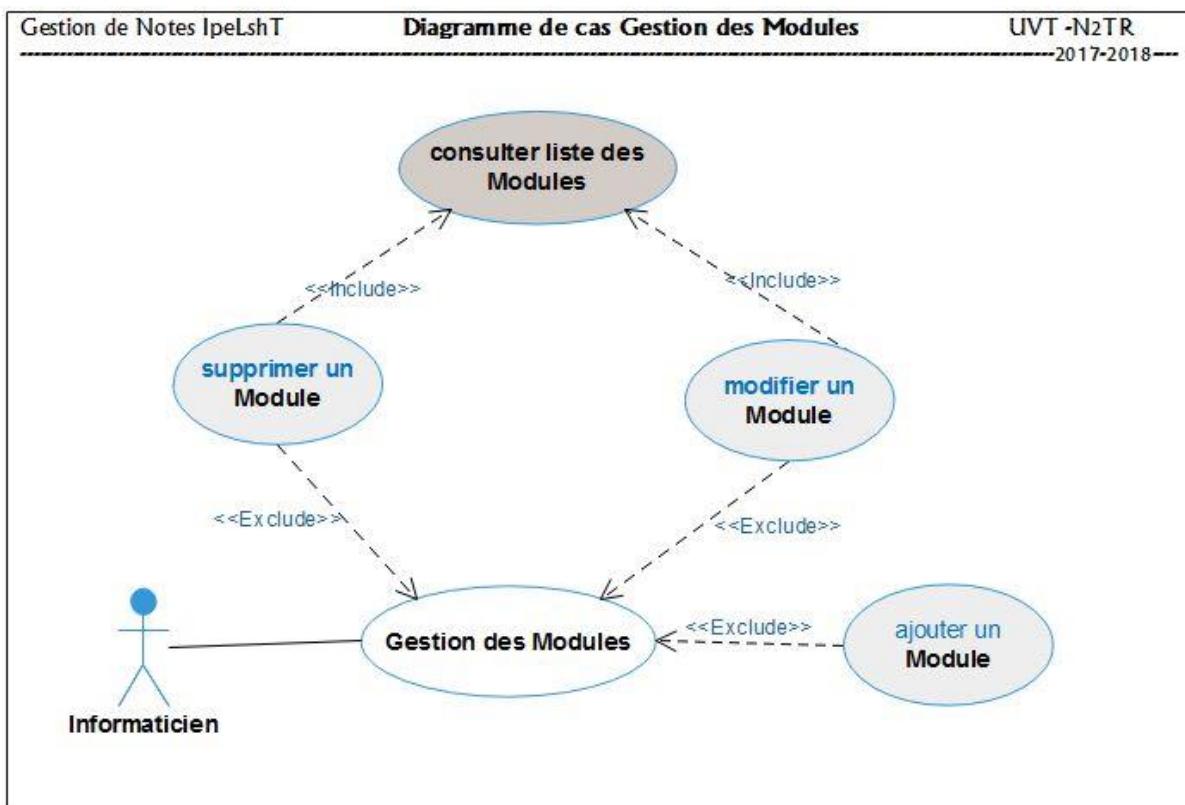 Gestion de Notes IpeLshT Diagramme de cas Gestion des Modules UVT -N2TR
2017-2018
consulter liste des
Modules
<<Include>>
<<Include>>
supprimer un
Module
modifier un
Module
<<Exclude>>
<<Exclude>>
Gestion des Modules
<<Exclude>>
ajouter un
Module
Informaticien